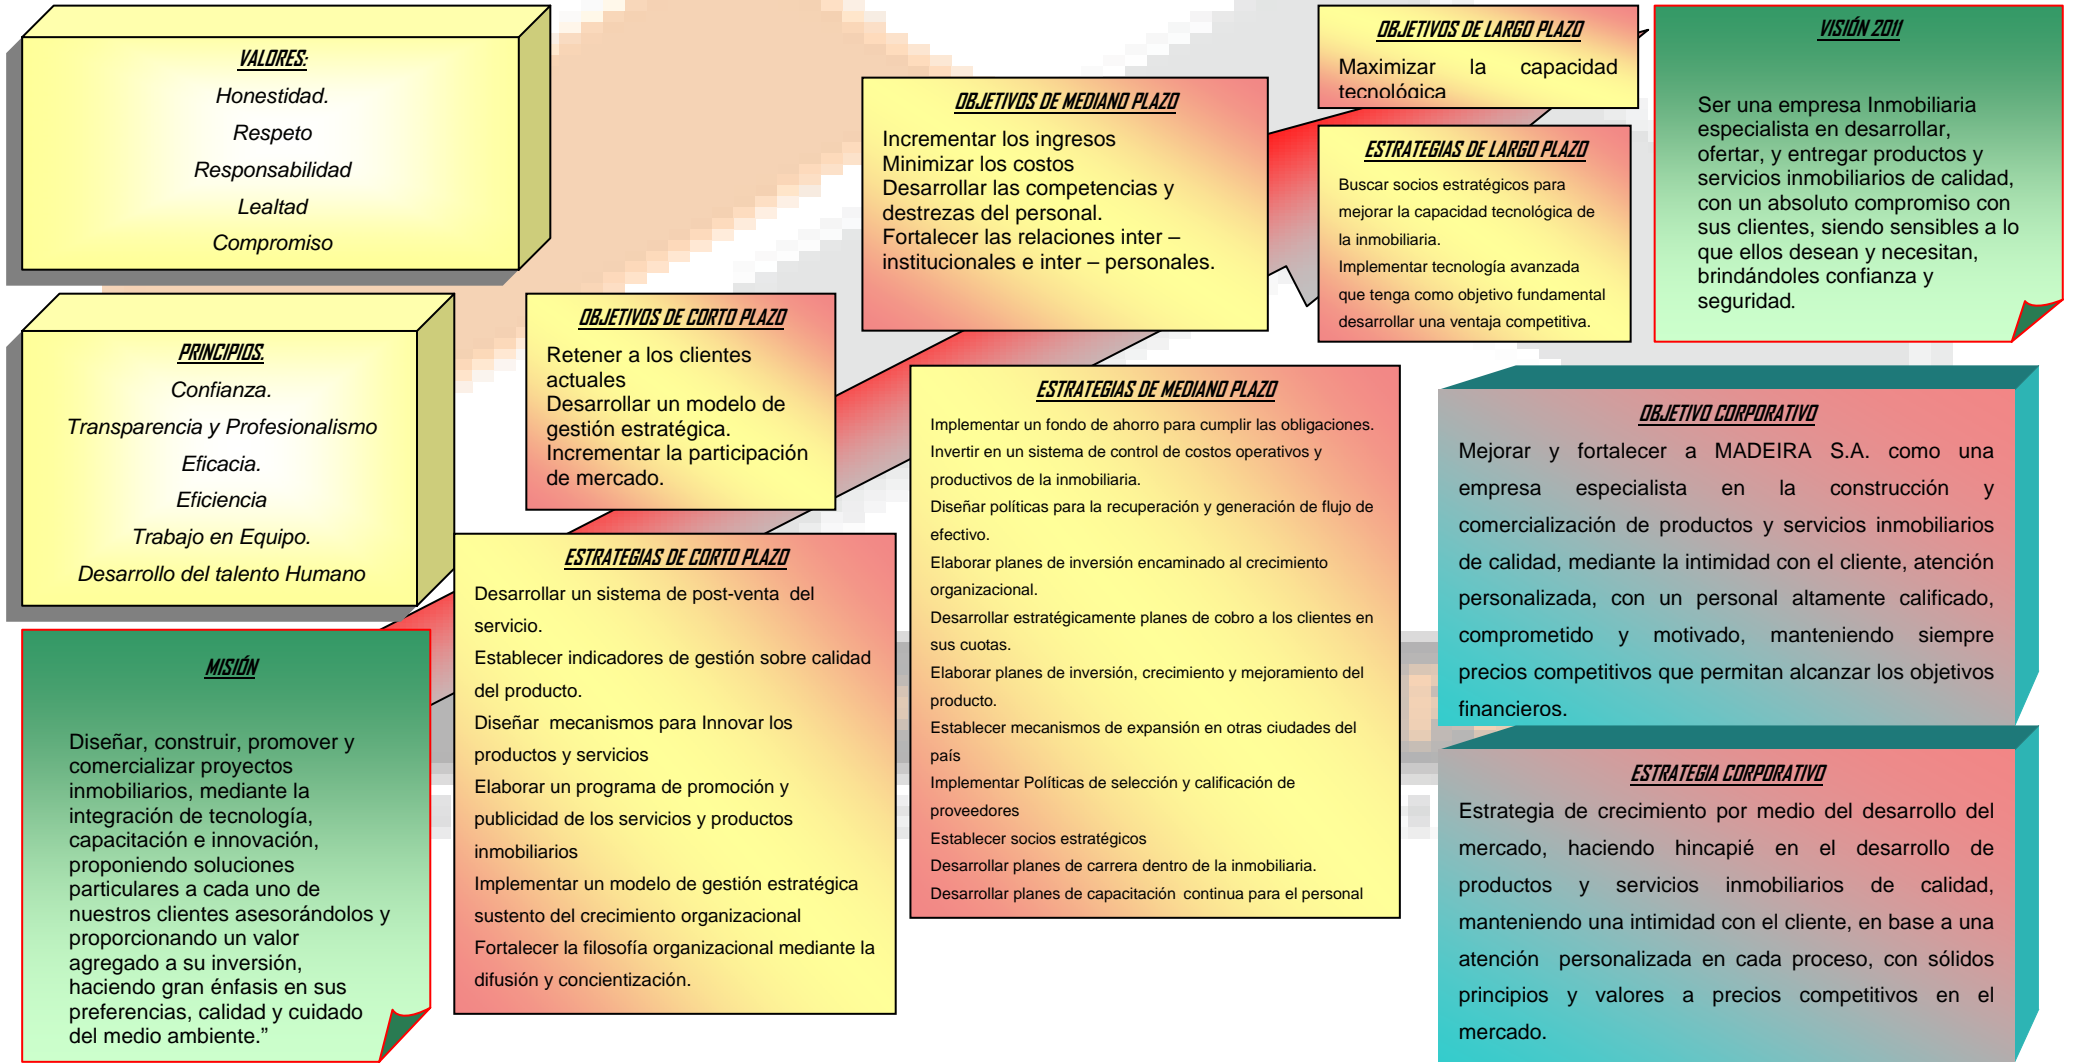 VALORES:
Honestidad.
Respeto
Responsabilidad
Lealtad
Compromiso
PRINCIPIOS.
Confianza.
Transparencia y Profesionalismo
Eficacia.
Eficiencia
Trabajo en Equipo.
Desarrollo del talento Humano
MISIÓN
Diseñar, construir, promover y
comercializar proyectos
inmobiliarios, mediante la
integración de tecnología,
capacitación e innovación,
proponiendo soluciones
particulares a cada uno de
nuestros clientes asesorándolos y
proporcionando un valor
agregado a su inversión,
haciendo gran énfasis en sus
preferencias, calidad y cuidado
del medio ambiente.”
OBJETIVOS DE CORTO PLAZO
Retener a los clientes
actuales
Desarrollar un modelo de
gestión estratégica.
Incrementar la participación
de mercado.
ESTRATEGIAS DE CORTO PLAZO
Desarrollar un sistema de post-venta del
servicio.
Establecer indicadores de gestión sobre calidad
del producto.
Diseñar mecanismos para Innovar los
productos y servicios
Elaborar un programa de promoción y
publicidad de los servicios y productos
inmobiliarios
Implementar un modelo de gestión estratégica
sustento del crecimiento organizacional
Fortalecer la filosofía organizacional mediante la
difusión y concientización.
OBJETIVOS DE MEDIANO PLAZO
Incrementar los ingresos
Minimizar los costos
Desarrollar las competencias y
destrezas del personal.
Fortalecer las relaciones inter –
institucionales e inter – personales.
ESTRATEGIAS DE MEDIANO PLAZO
Implementar un fondo de ahorro para cumplir las obligaciones.
Invertir en un sistema de control de costos operativos y
productivos de la inmobiliaria.
Diseñar políticas para la recuperación y generación de flujo de
efectivo.
Elaborar planes de inversión encaminado al crecimiento
organizacional.
Desarrollar estratégicamente planes de cobro a los clientes en
sus cuotas.
Elaborar planes de inversión, crecimiento y mejoramiento del
producto.
Establecer mecanismos de expansión en otras ciudades del
país
Implementar Políticas de selección y calificación de
proveedores
Establecer socios estratégicos
Desarrollar planes de carrera dentro de la inmobiliaria.
Desarrollar planes de capacitación continua para el personal
OBJETIVOS DE LARGO PLAZO
Maximizar la capacidad
tecnológica
ESTRATEGIAS DE LARGO PLAZO
Buscar socios estratégicos para
mejorar la capacidad tecnológica de
la inmobiliaria.
Implementar tecnología avanzada
que tenga como objetivo fundamental
desarrollar una ventaja competitiva.
VISIÓN 2011
Ser una empresa Inmobiliaria
especialista en desarrollar,
ofertar, y entregar productos y
servicios inmobiliarios de calidad,
con un absoluto compromiso con
sus clientes, siendo sensibles a lo
que ellos desean y necesitan,
brindándoles confianza y
seguridad.
OBJETIVO CORPORATIVO
Mejorar y fortalecer a MADEIRA S.A. como una
empresa especialista en la construcción y
comercialización de productos y servicios inmobiliarios
de calidad, mediante la intimidad con el cliente, atención
personalizada, con un personal altamente calificado,
comprometido y motivado, manteniendo siempre
precios competitivos que permitan alcanzar los objetivos
financieros.
ESTRATEGIA CORPORATIVO
Estrategia de crecimiento por medio del desarrollo del
mercado, haciendo hincapié en el desarrollo de
productos y servicios inmobiliarios de calidad,
manteniendo una intimidad con el cliente, en base a una
atención personalizada en cada proceso, con sólidos
principios y valores a precios competitivos en el
mercado.